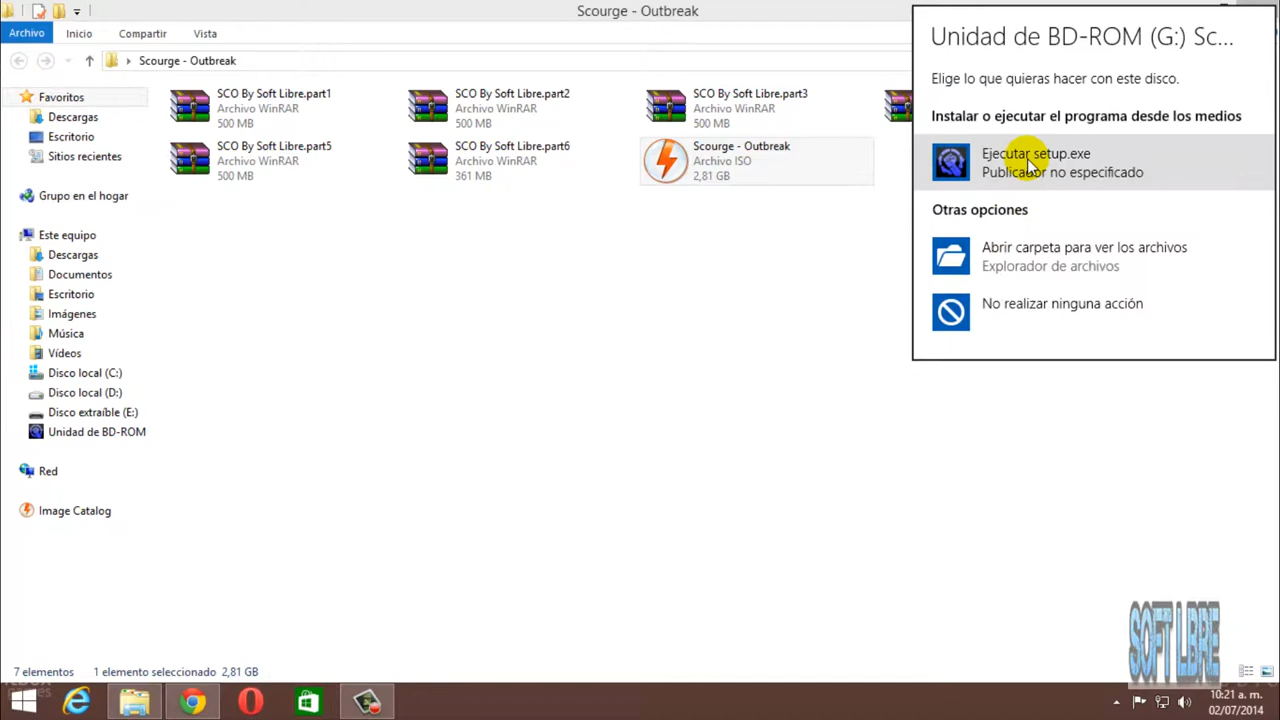 Scourge - Outbreak
Archivo
Inicio
Compartir
Vista
Scourge - Outbreak
Favoritos
Descargas
Escritorio
Sitios recientes
Grupo en el hogar
Este equipo
Descargas
Documentos
Escritorio
Imágenes
Música
Vídeos
Disco local (C:)
Disco local (D:)
Disco extraíble (E:)
Unidad de BD-ROM
Red
Image Catalog
SCO By Soft Libre.part1
Archivo WinRAR
500 MB
SCO By Soft Libre.part2
Archivo WinRAR
500 MB
SCO By Soft Libre.part3
Archivo WinRAR
500 MB
SCO By Soft Libre.part5
Archivo WinRAR
500 MB
SCO By Soft Libre.part6
Archivo WinRAR
361 MB
Scourge - Outbreak
Archivo ISO
2,81 GB
Unidad de BD-ROM (G:) Sc...
Elige lo que quieras hacer con este disco.
Instalar o ejecutar el programa desde los medios
Ejecutar setup.exe
Publicador no especificado
Otras opciones
Abrir carpeta para ver los archivos
Explorador de archivos
No realizar ninguna acción
SOFT LIBRE
7 elementos
1 elemento seleccionado 2,81 GB
10:21 a. m.
02/07/2014